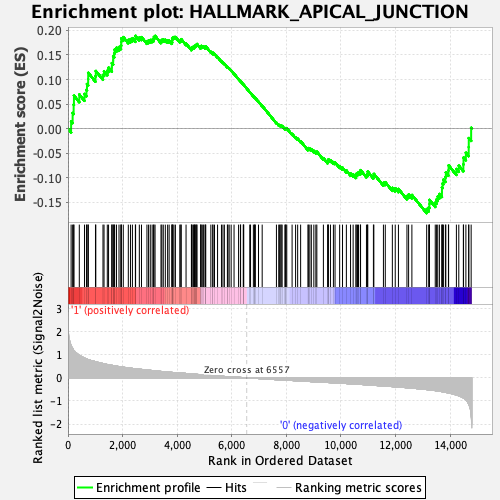 Enrichment plot: HALLMARK_APICAL_JUNCTION
Enrichment score (ES)
0.20
0.15
0.10
0.05
0.00
-0.05
-0.10
-0.15
'1' (positively correlated)
Ranked list metric (Signal2Noise)
3
2
1
0
-1
-2
Zero cross at 6557
'0' (negatively correlated)
0
2,000
4,000
6,000
8,000
10,000
12,000
14,000
Rank in Ordered Dataset
Enrichment profile
Hits
Ranking metric scores